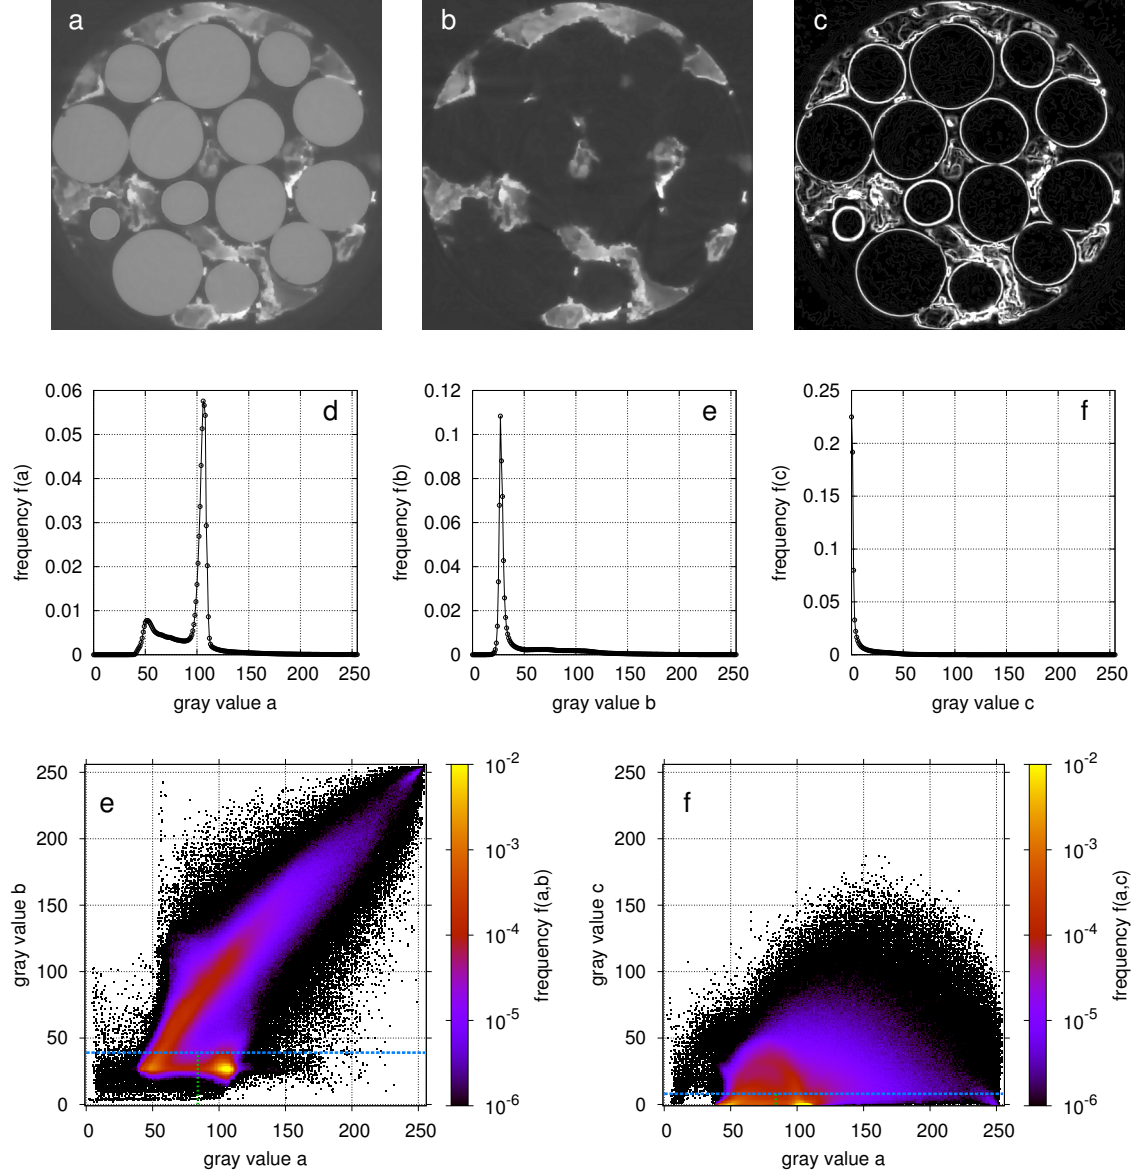 a b c
0.06 0.12 0.25
0.05 0.1 0.2
0.04 0.08 0.15
0.03 0.06 0.1
0.02 0.04 0.05
0.01 0.02
0 0 0
frequency f(a) frequency f(b) frequency f(c)
d e f
0 50 100 150 200 250 0 50 100 150 200 250 0 50 100 150 200 250
gray value a gray value b gray value c
250
200
150
100
50
0
gray value b
e
0 50 100 150 200 250
gray value a
10-2
10-3
10-4
10-5
10-6
frequency f(a,b)
250
200
150
100
50
0
gray value c
f
0 50 100 150 200 250
gray value a
10-2
10-3
10-4
10-5
10-6
frequency f(a,c)